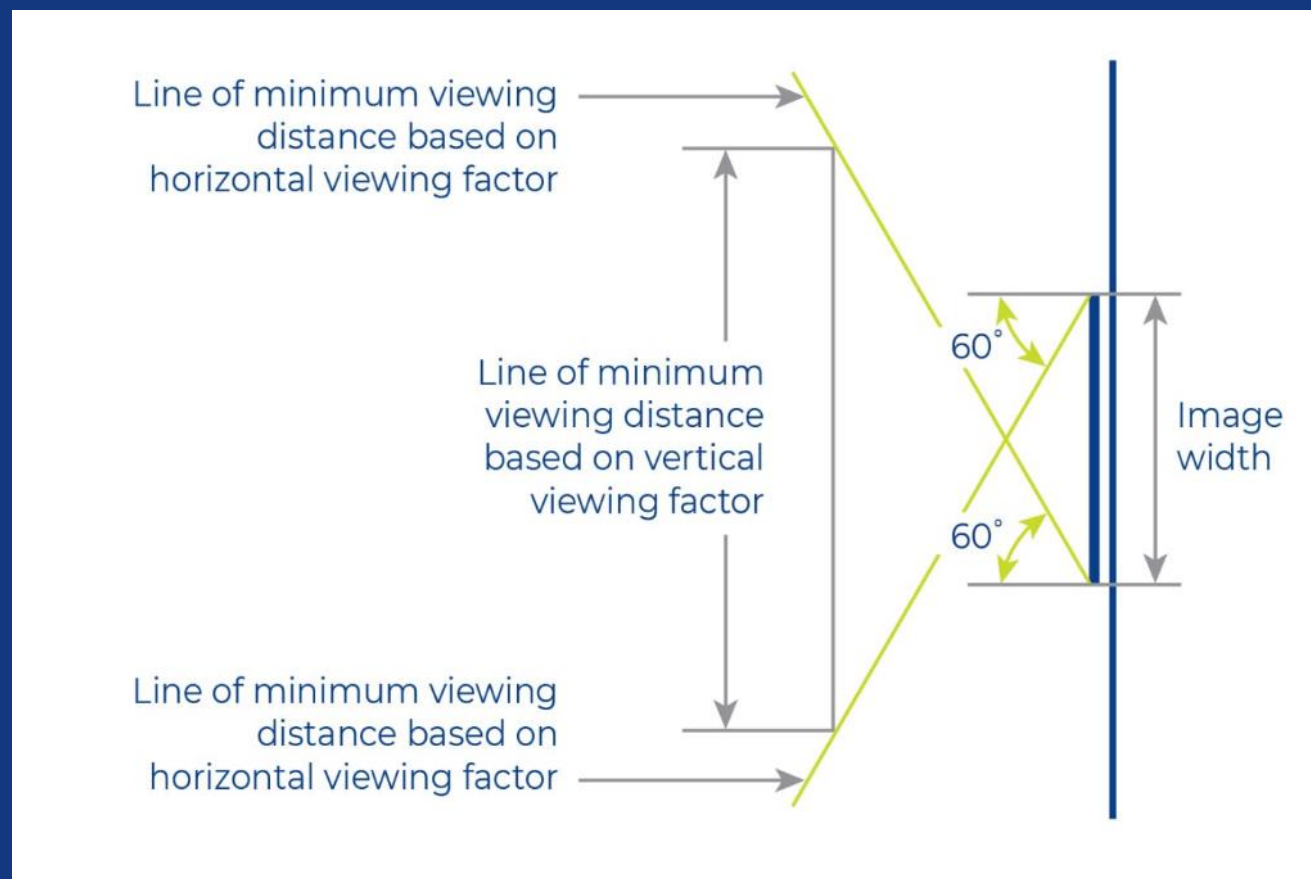 Line of minimum viewing
distance based on
horizontal viewing factor
60°
Line of minimum
viewing distance
based on vertical
viewing factor
Image
width
60°
Line of minimum viewing
distance based on
horizontal viewing factor